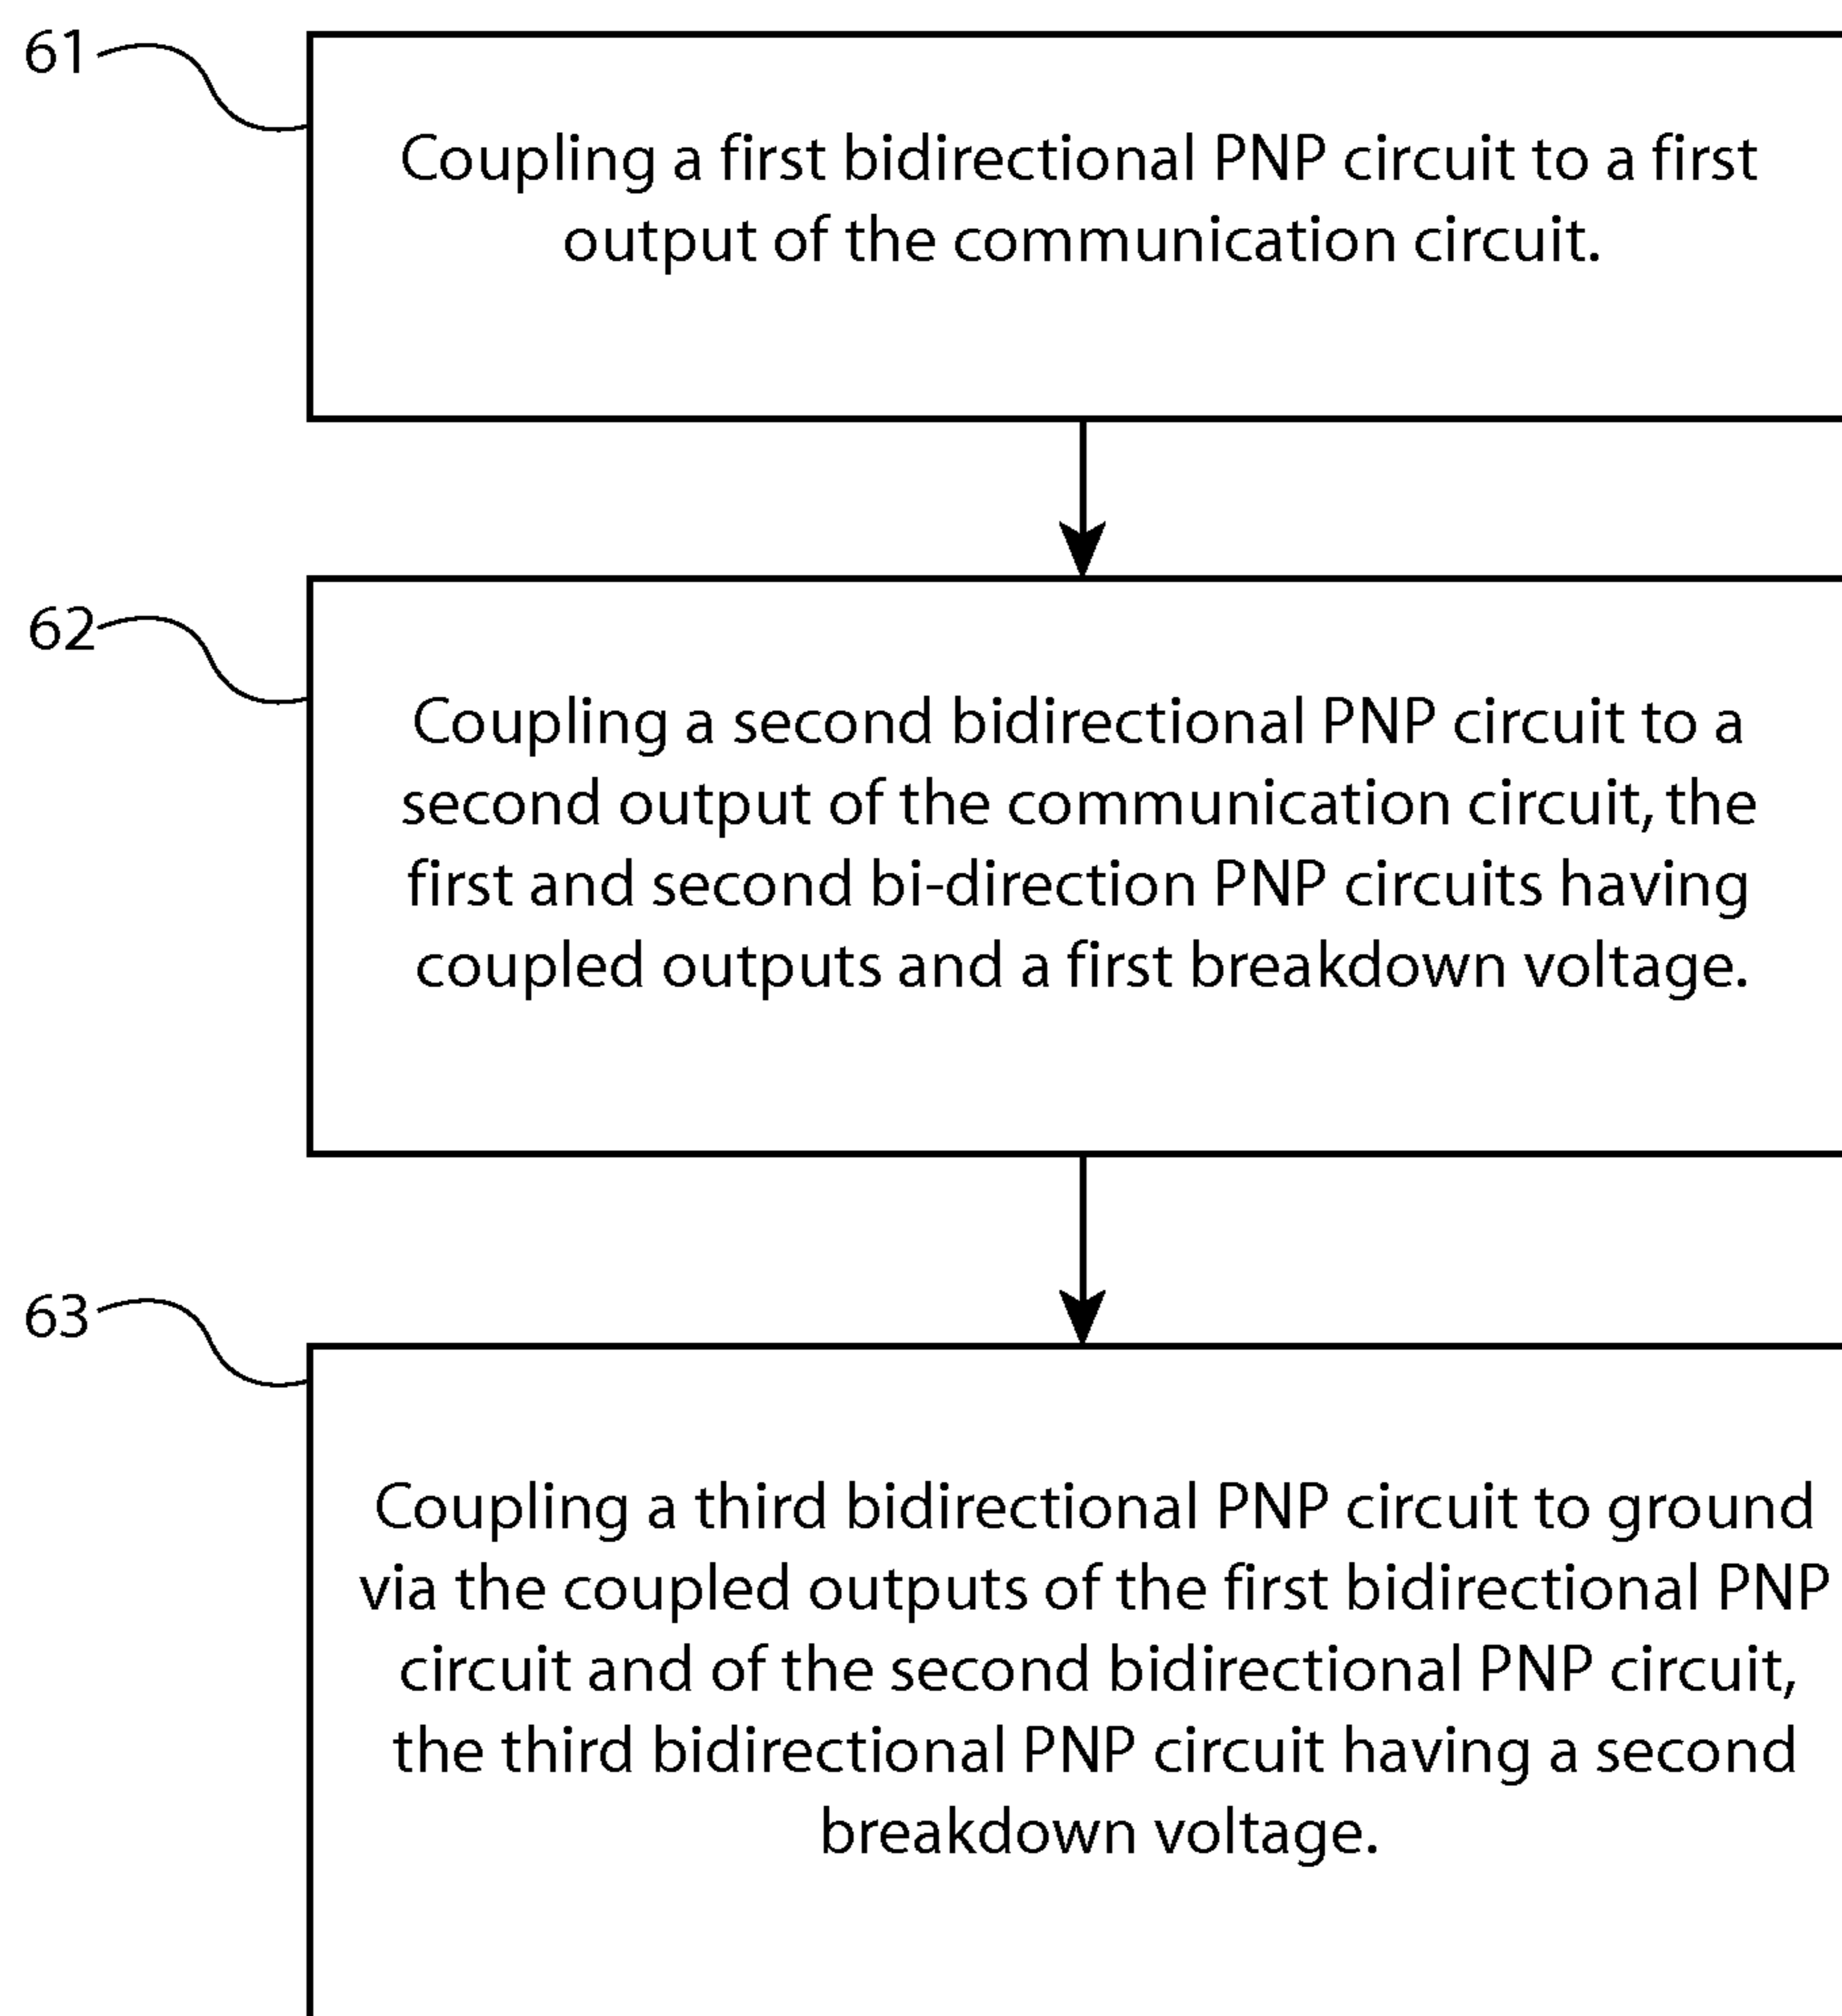 61
Coupling a first bidirectional PNP circuit to a first
output of the communication circuit.
62
Coupling a second bidirectional PNP circuit to a
second output of the communication circuit, the
first and second bi-direction PNP circuits having
coupled outputs and a first breakdown voltage.
63
Coupling a third bidirectional PNP circuit to ground
via the coupled outputs of the first bidirectional PNP
circuit and of the second bidirectional PNP circuit,
the third bidirectional PNP circuit having a second
breakdown voltage.